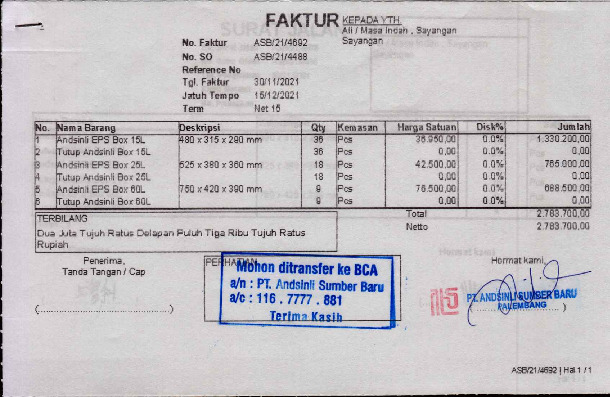 FAKTUR
KEPADA YTH.
Ali / Masa Indah , Sayangan
Sayangan
No. Faktur ASB/21/4692
No. SO ASB/21/4488
Reference No
Tgl. Faktur 30/11/2021
Jatuh Tempo 15/12/2021
Term Net 15
No. Nama Barang Deskripsi Qty Kemasan Harga Satuan Disk% Jumlah
1 Andsinli EPS Box 15L 480 x 315 x 290 mm 36 Pcs 36.950,00 0.0% 1.330.200,00
2 Tutup Andsinli Box 15L 36 Pcs 0,00 0.0% 0,00
3 Andsinli EPS Box 25L 525 x 380 x 360 mm 18 Pcs 42.500,00 0.0% 765.000,00
4 Tutup Andsinli Box 25L 18 Pcs 0,00 0.0% 0,00
5 Andsinli EPS Box 60L 750 x 420 x 390 mm 9 Pcs 76.500,00 0.0% 688.500,00
6 Tutup Andsinli Box 60L 9 Pcs 0,00 0.0% 0,00
Total 2.783.700,00
Netto 2.783.700,00
TERBILANG
Dua Juta Tujuh Ratus Delapan Puluh Tiga Ribu Tujuh Ratus
Rupiah
Penerima,
Tanda Tangan / Cap
(..............................)
PERHATIAN
Mohon ditransfer ke BCA
a/n : PT. Andsinli Sumber Baru
a/c : 116 . 7777 . 881
Terima Kasih
Hormat kami,
PT. ANDSINLI SUMBER BARU
PALEMBANG
ASB/21/4692 | Hal 1 / 1